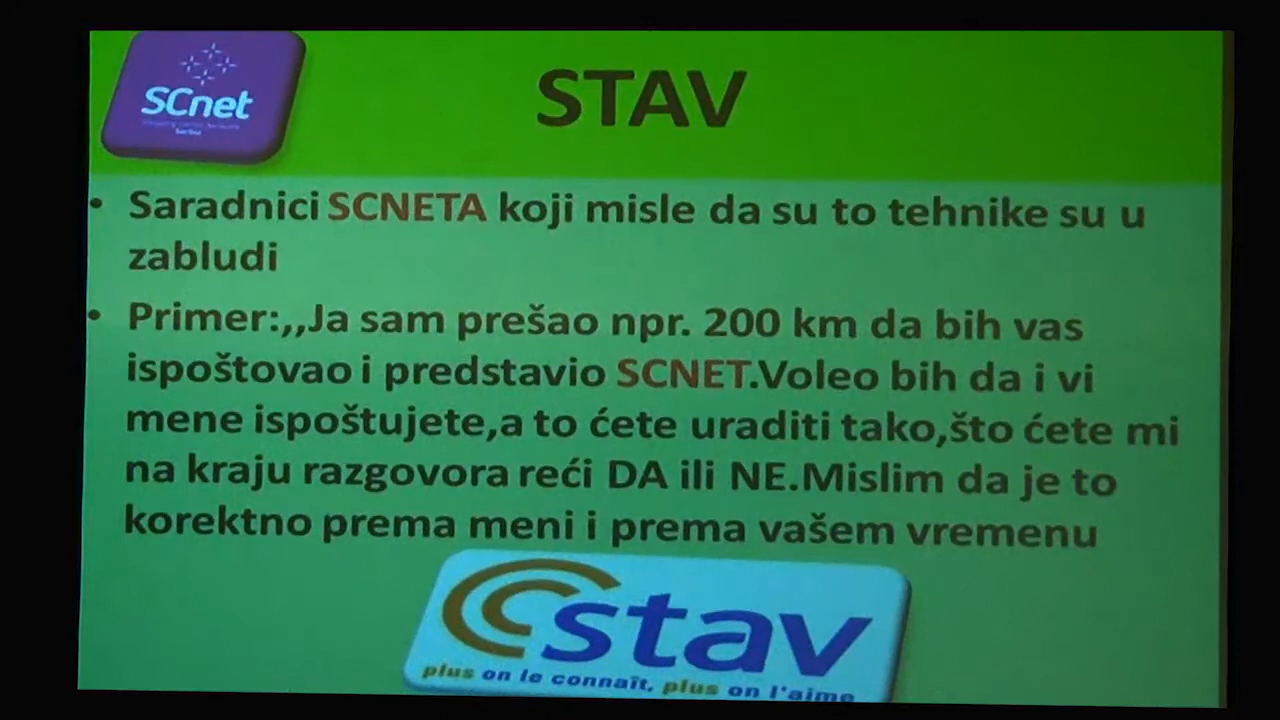 SCnet
STAV
• Saradnici SCNETA koji misle da su to tehnike su u
zabludi
• Primer:,,Ja sam prešao npr. 200 km da bih vas
ispoštovao i predstavio SCNET.Voleo bih da i vi
mene ispoštujete,a to ćete uraditi tako,što ćete mi
na kraju razgovora reći DA ili NE.Mislim da je to
korektno prema meni i prema vašem vremenu
stav
plus on le connaît, plus on l'aime